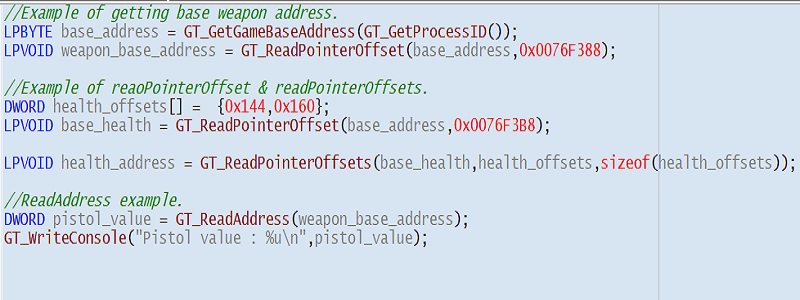 //Example of getting base weapon address.
LPBYTE base_address = GT_GetGameBaseAddress(GT_GetProcessID());
LPVOID weapon_base_address = GT_ReadPointerOffset(base_address,0x0076F388);
//Example of reaoPointerOffset & readPointerOffsets.
DWORD health_offsets[] =  {0x144,0x160};
LPVOID base_health = GT_ReadPointerOffset(base_address,0x0076F3B8);
LPVOID health_address = GT_ReadPointerOffsets(base_health,health_offsets,sizeof(health_offsets));
//ReadAddress example.
DWORD pistol_value = GT_ReadAddress(weapon_base_address);
GT_WriteConsole("Pistol value : %u\n",pistol_value);